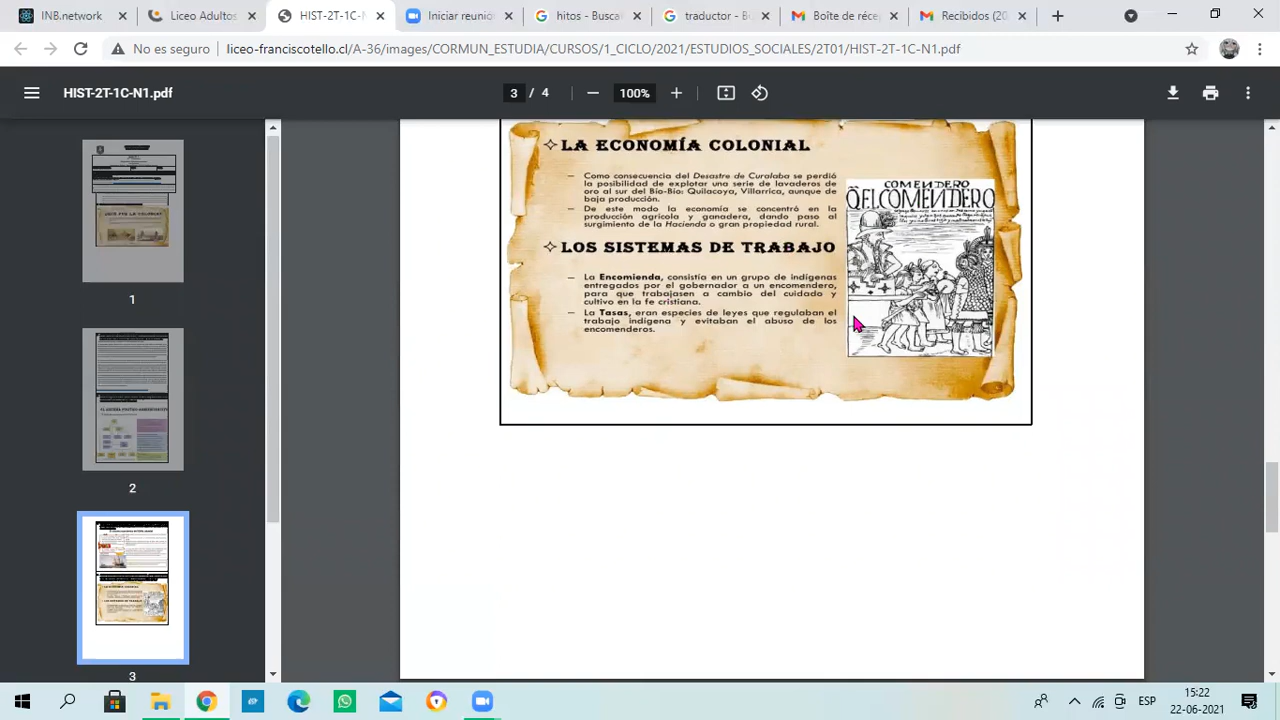 INB.network
Liceo Adultos
HIST-2T-1C-N
Iniciar reunión
hitos - Buscar
traductor - Bu
Boîte de réce
Recibidos (20
No es seguro
liceo-franciscotello.cl/A-36/images/CORMUN_ESTUDIA/CURSOS/1_CICLO/2021/ESTUDIOS_SOCIALES/2T01/HIST-2T-1C-N1.pdf
HIST-2T-1C-N1.pdf
3 / 4
100%
1
2
3
LA ECONOMÍA COLONIAL
– Como consecuencia del Desastre de Curalaba se perdió
la posibilidad de explotar una serie de lavaderos de
oro al sur del Bío-Bío: Quilacoya, Villarrica, aunque de
baja producción.
– De este modo la economía se concentró en la
producción agrícola y ganadera, dando paso al
surgimiento de la Hacienda o gran propiedad rural.
LOS SISTEMAS DE TRABAJO
– La Encomienda, consistía en un grupo de indígenas
entregados por el gobernador a un encomendero,
para que trabajasen a cambio del cuidado y
cultivo en la fe cristiana.
– La Tasas, eran especies de leyes que regulaban el
trabajo indígena y evitaban el abuso de los
encomenderos.
COMENDERO
QELCOMENDERO
ESP
15:22
22-06-2021